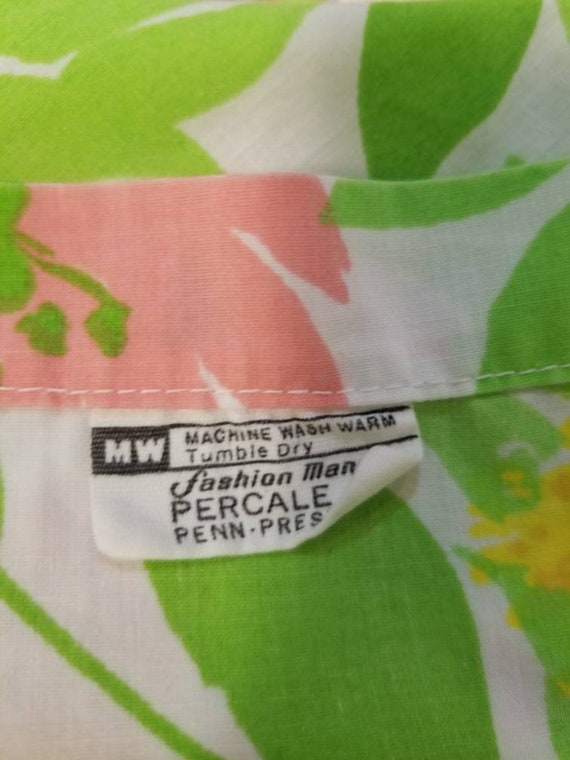 MW MACHINE WASH WARM
Tumble Dry
fashion Man
PERCALE
PENN-PRES